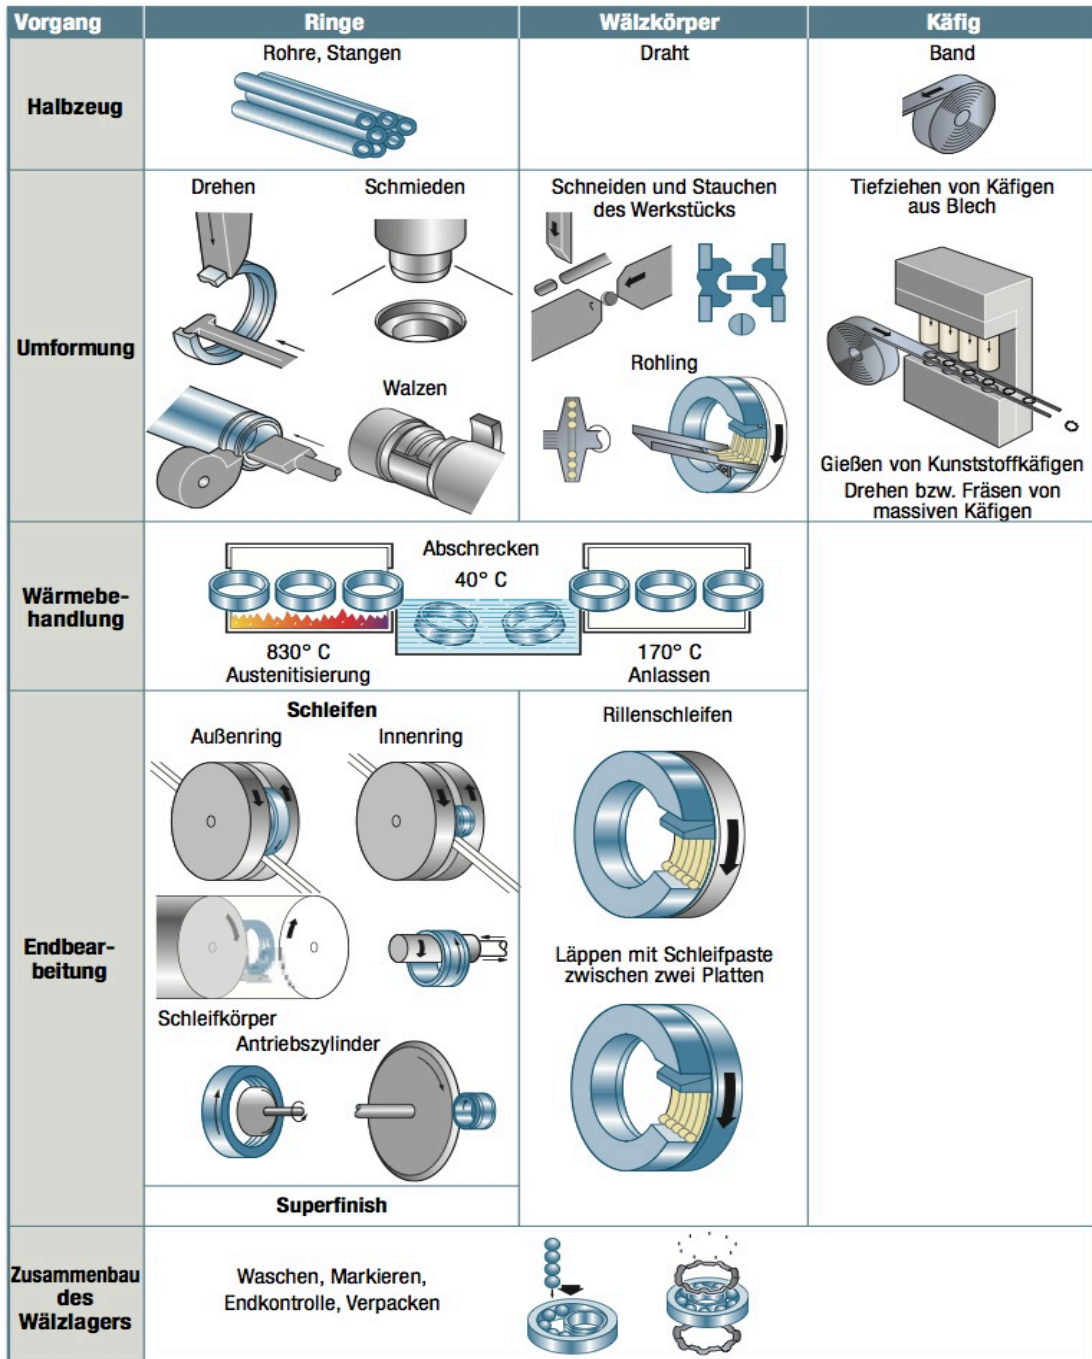 Vorgang
Ringe
Wälzkörper
Käfig
Halbzeug
Rohre, Stangen
Draht
Band
Umformung
Drehen
Schmieden
Walzen
Schneiden und Stauchen
des Werkstücks
Rohling
Tiefziehen von Käfigen
aus Blech
Gießen von Kunststoffkäfigen
Drehen bzw. Fräsen von
massiven Käfigen
Wärmebe-
handlung
Abschrecken
40° C
830° C
Austenitisierung
170° C
Anlassen
Endbear-
beitung
Schleifen
Außenring
Innenring
Schleifkörper
Antriebszylinder
Superfinish
Rillenschleifen
Läppen mit Schleifpaste
zwischen zwei Platten
Zusammenbau
des
Wälzlagers
Waschen, Markieren,
Endkontrolle, Verpacken